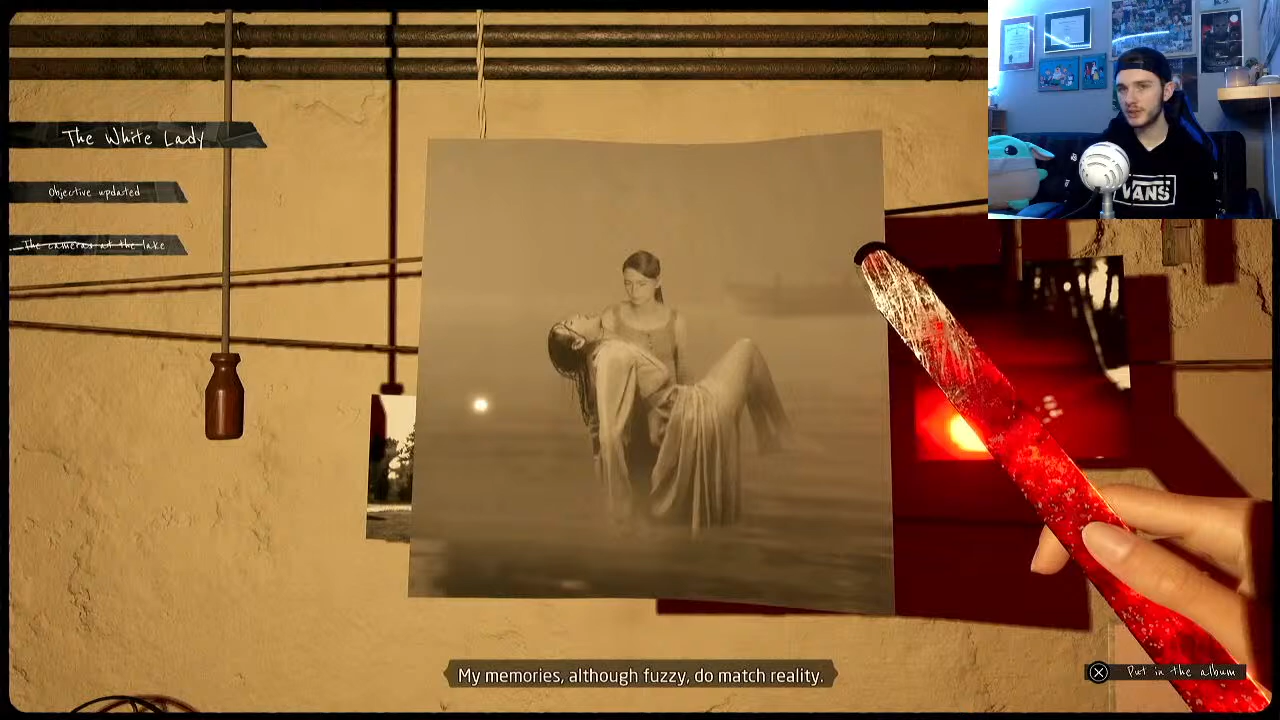 The White Lady
Objective updated
The cameras at the lake
VANS
My memories, although fuzzy, do match reality.
Put in the album